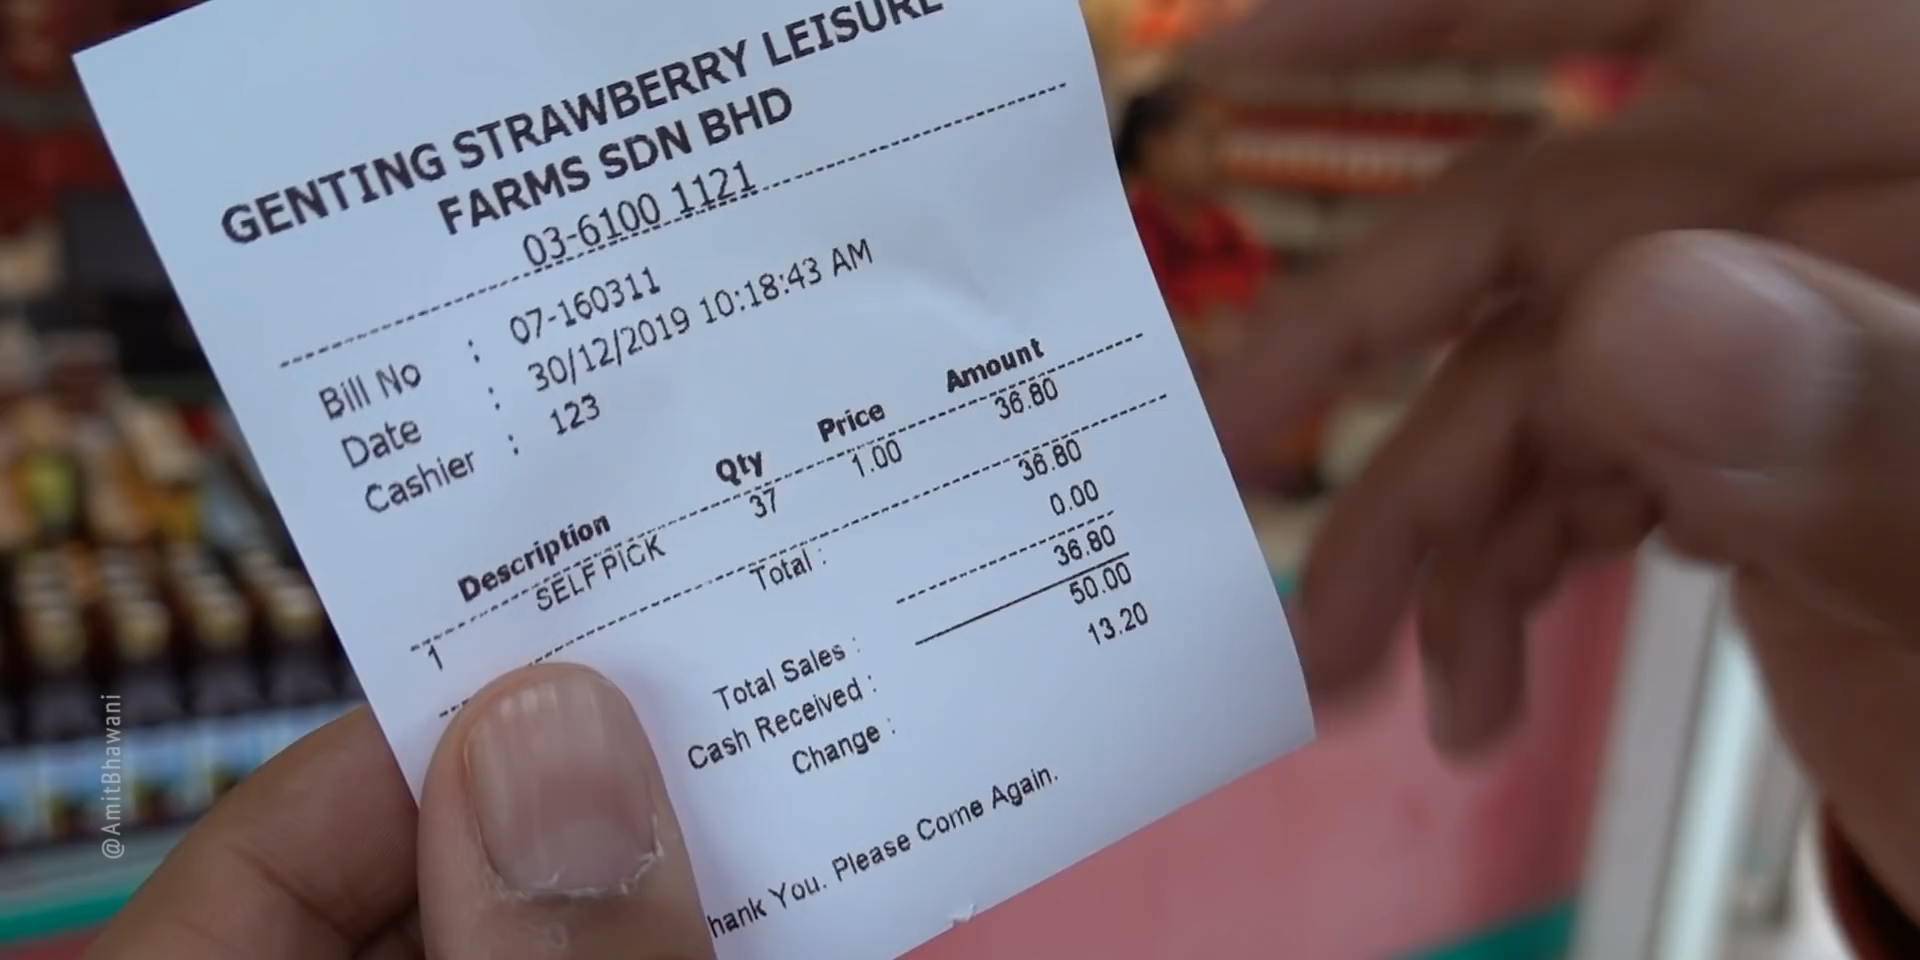 GENTING STRAWBERRY LEISURE
FARMS SDN BHD
03-6100 1121
Bill No : 07-160311
Date : 30/12/2019 10:18:43 AM
Cashier : 123
Description Qty Price Amount
1 SELF PICK 37 1.00 36.80
Total : 36.80
0.00
Total Sales : 36.80
Cash Received : 50.00
Change : 13.20
hank You. Please Come Again.
@AmitBhawani